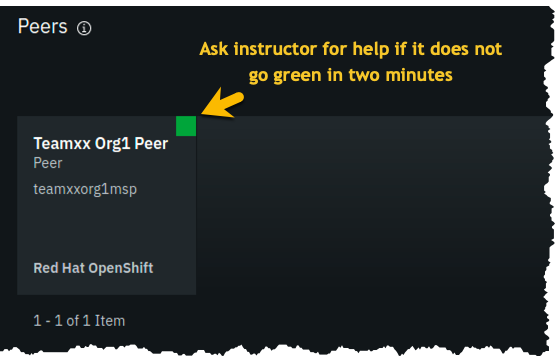 Peers
Ask instructor for help if it does not
go green in two minutes
Teamxx Org1 Peer
Peer
teamxxorg1msp
Red Hat OpenShift
1 - 1 of 1 Item